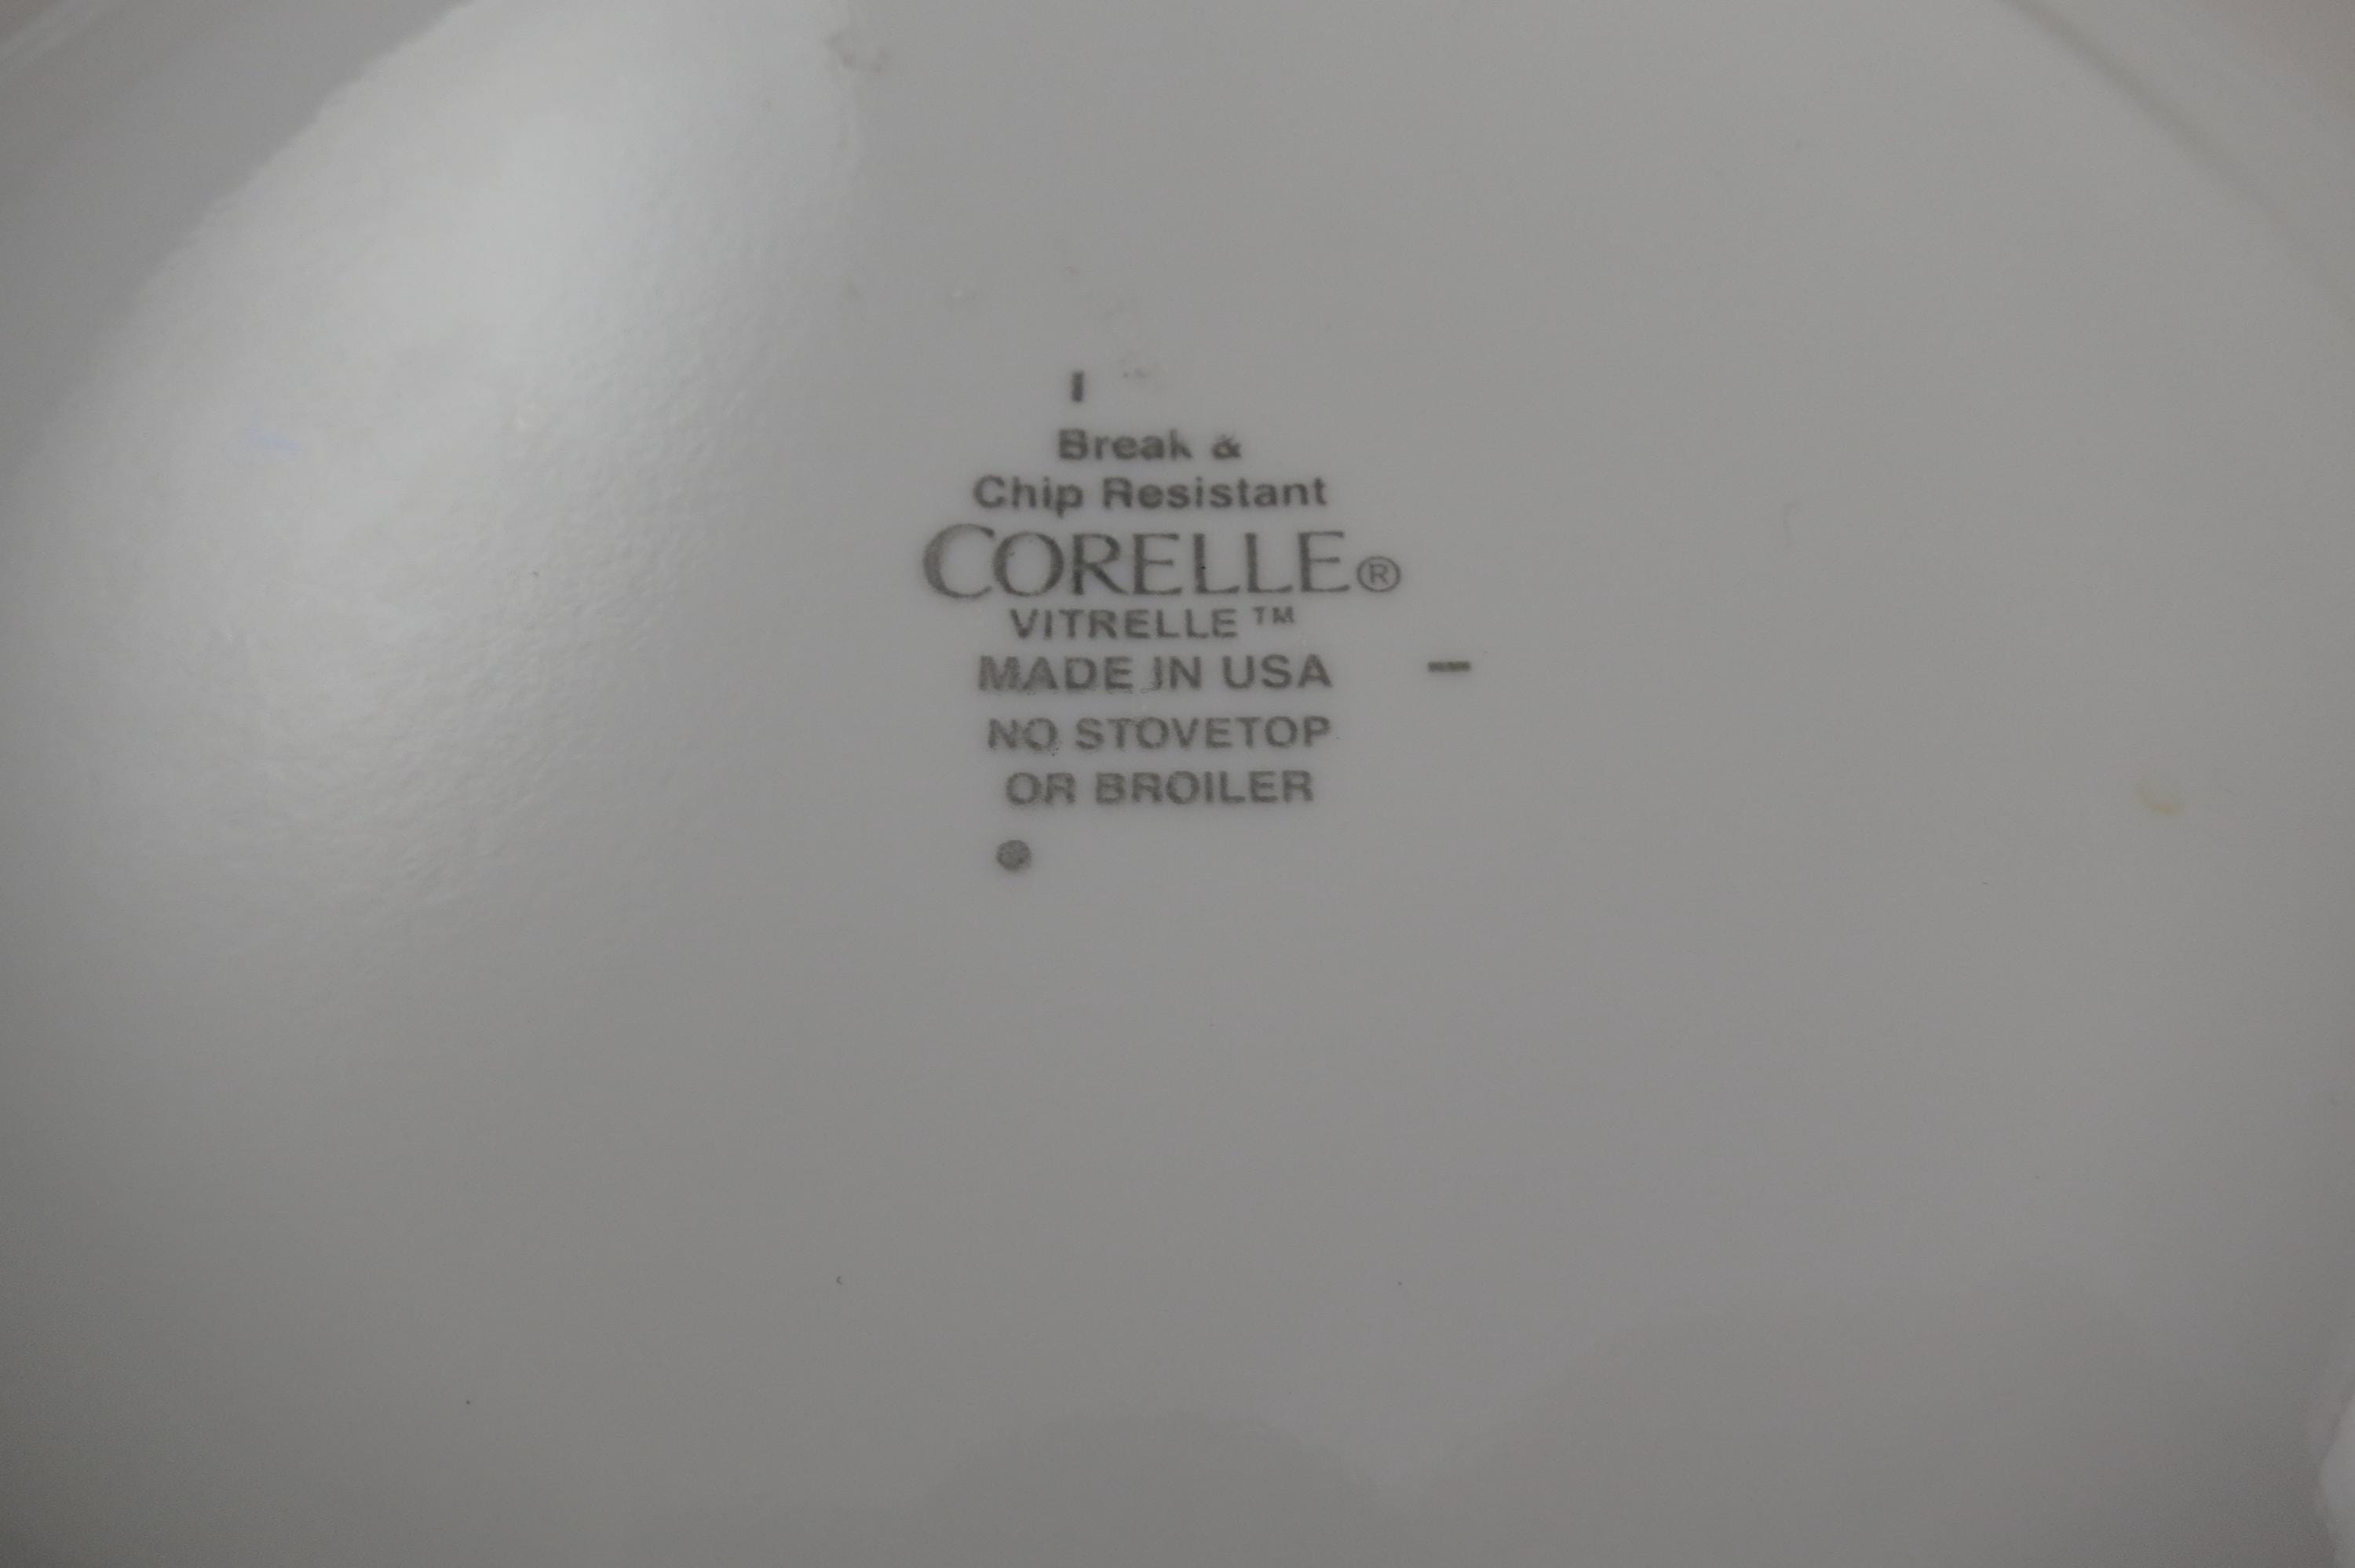 Break &
Chip Resistant
CORELLE®
VITRELLE™
MADE IN USA
NO STOVETOP
OR BROILER